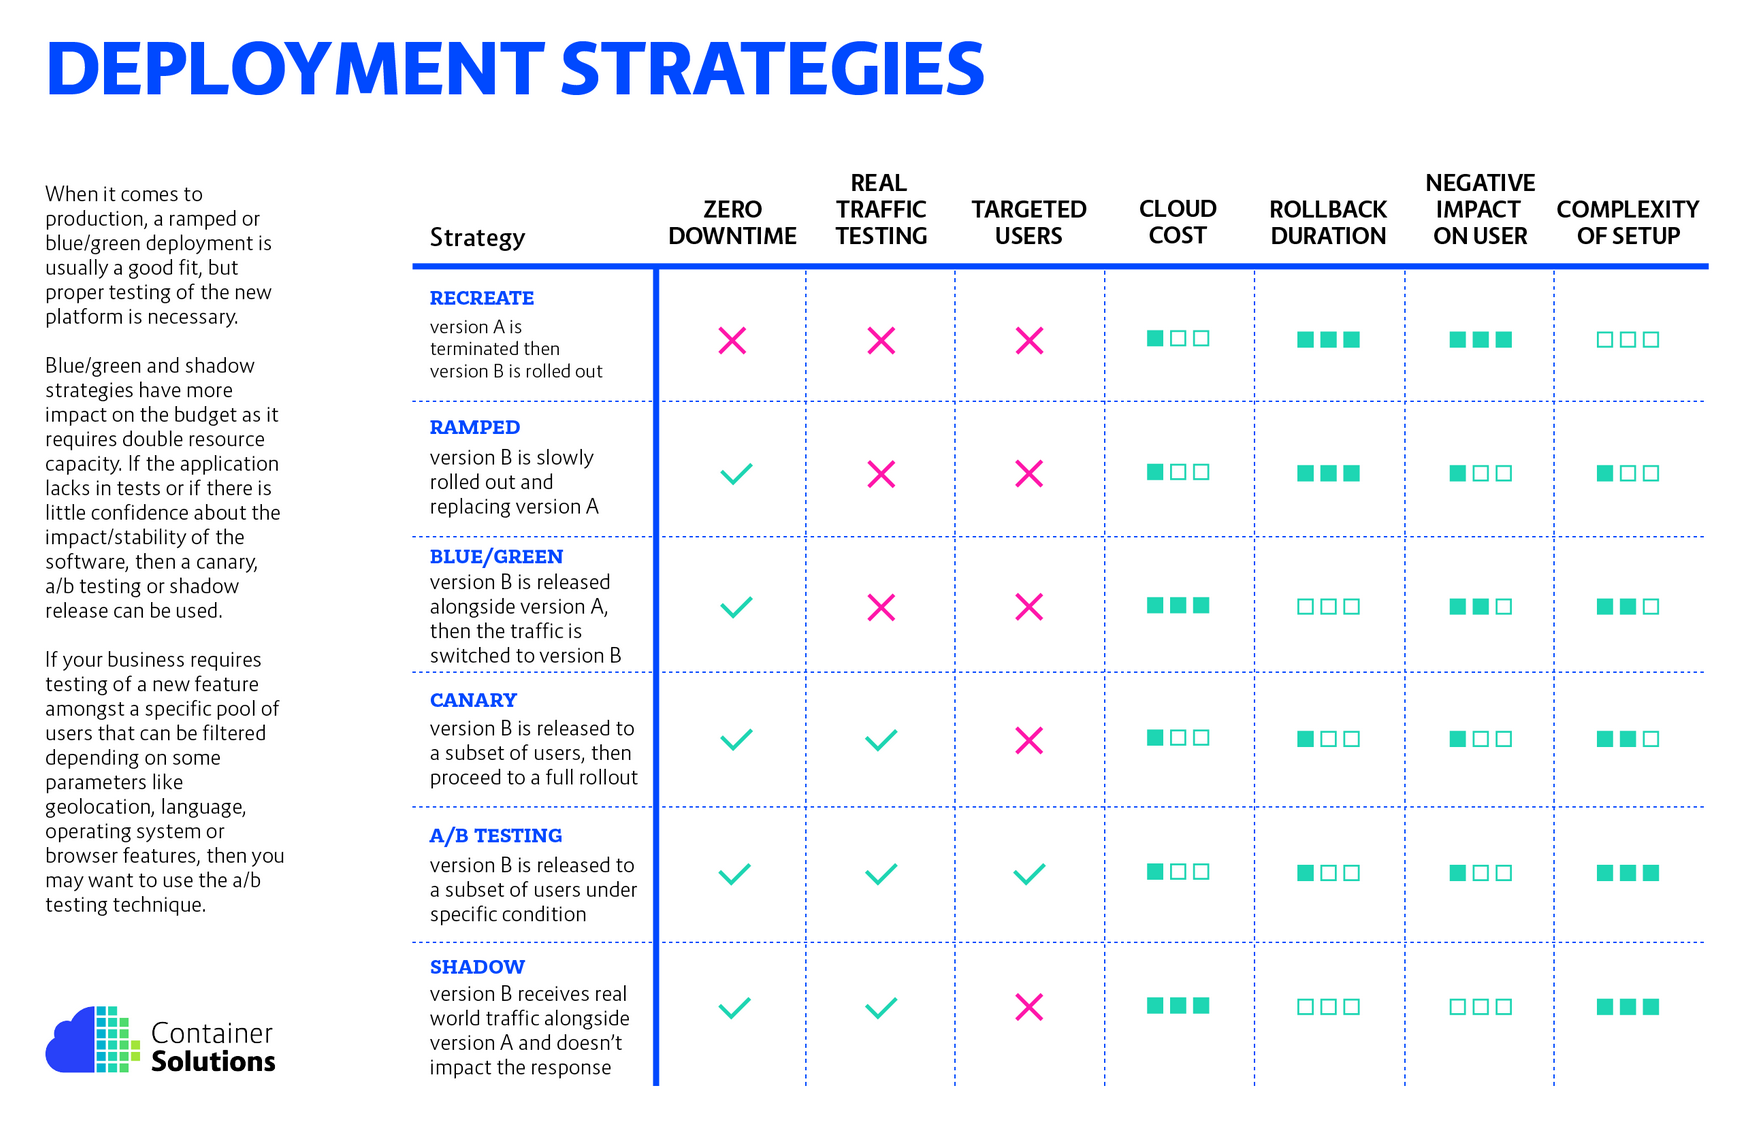 DEPLOYMENT STRATEGIES
When it comes to
production, a ramped or
blue/green deployment is
usually a good fit, but
proper testing of the new
platform is necessary.
Blue/green and shadow
strategies have more
impact on the budget as it
requires double resource
capacity. If the application
lacks in tests or if there is
little confidence about the
impact/stability of the
software, then a canary,
a/b testing or shadow
release can be used.
If your business requires
testing of a new feature
amongst a specific pool of
users that can be filtered
depending on some
parameters like
geolocation, language,
operating system or
browser features, then you
may want to use the a/b
testing technique.
Container
Solutions
Strategy
ZERO
DOWNTIME
REAL
TRAFFIC
TESTING
TARGETED
USERS
CLOUD
COST
ROLLBACK
DURATION
NEGATIVE
IMPACT
ON USER
COMPLEXITY
OF SETUP
RECREATE
version A is
terminated then
version B is rolled out
RAMPED
version B is slowly
rolled out and
replacing version A
BLUE/GREEN
version B is released
alongside version A,
then the traffic is
switched to version B
CANARY
version B is released to
a subset of users, then
proceed to a full rollout
A/B TESTING
version B is released to
a subset of users under
specific condition
SHADOW
version B receives real
world traffic alongside
version A and doesn't
impact the response